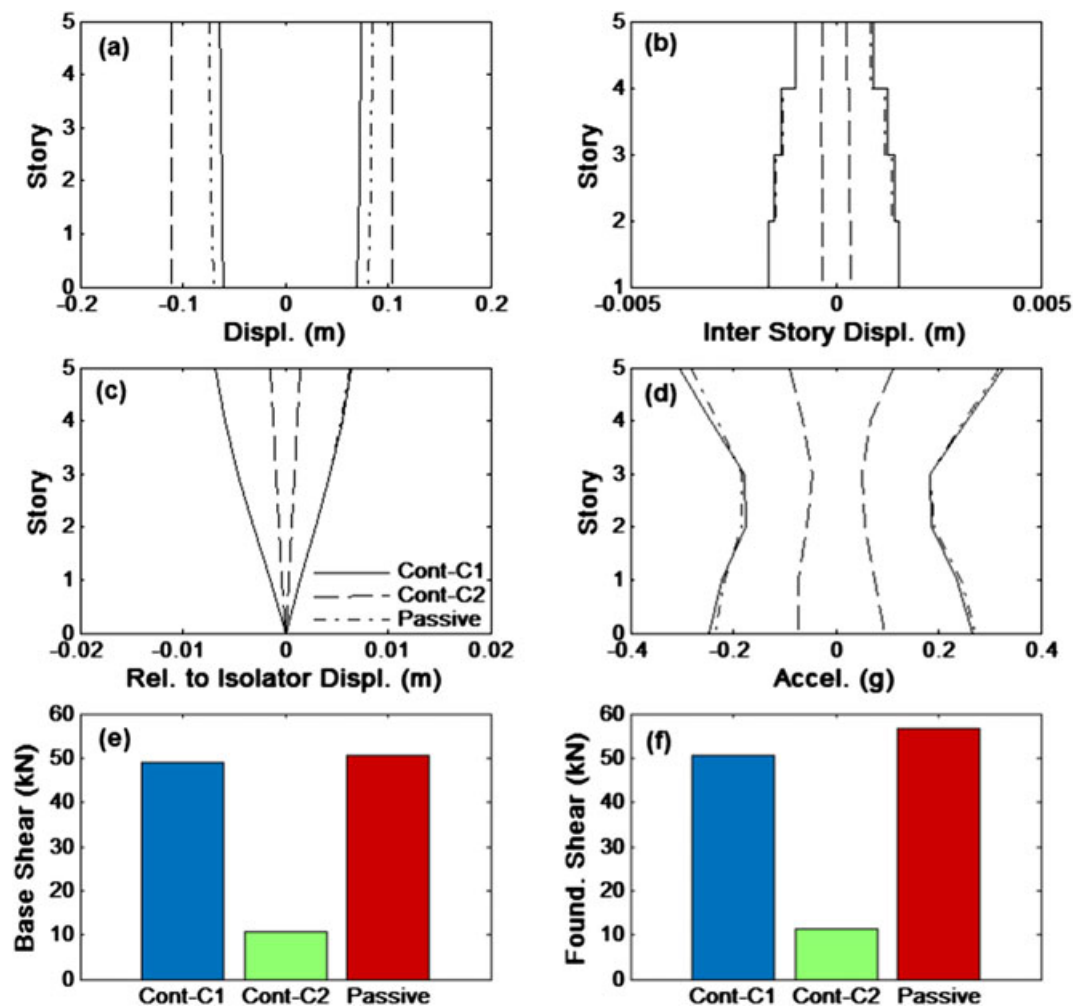 (a)
5
4
3
2
1
0
Story
-0.2
-0.1
0
0.1
0.2
Displ. (m)
(b)
5
4
3
2
1
Story
-0.005
0
0.005
Inter Story Displ. (m)
(c)
5
4
3
2
1
0
Story
Cont-C1
Cont-C2
Passive
-0.02
-0.01
0
0.01
0.02
Rel. to Isolator Displ. (m)
(d)
5
4
3
2
1
0
Story
-0.4
-0.2
0
0.2
0.4
Accel. (g)
(e)
60
50
40
30
20
10
0
Base Shear (kN)
Cont-C1
Cont-C2
Passive
(f)
60
50
40
30
20
10
0
Found. Shear (kN)
Cont-C1
Cont-C2
Passive